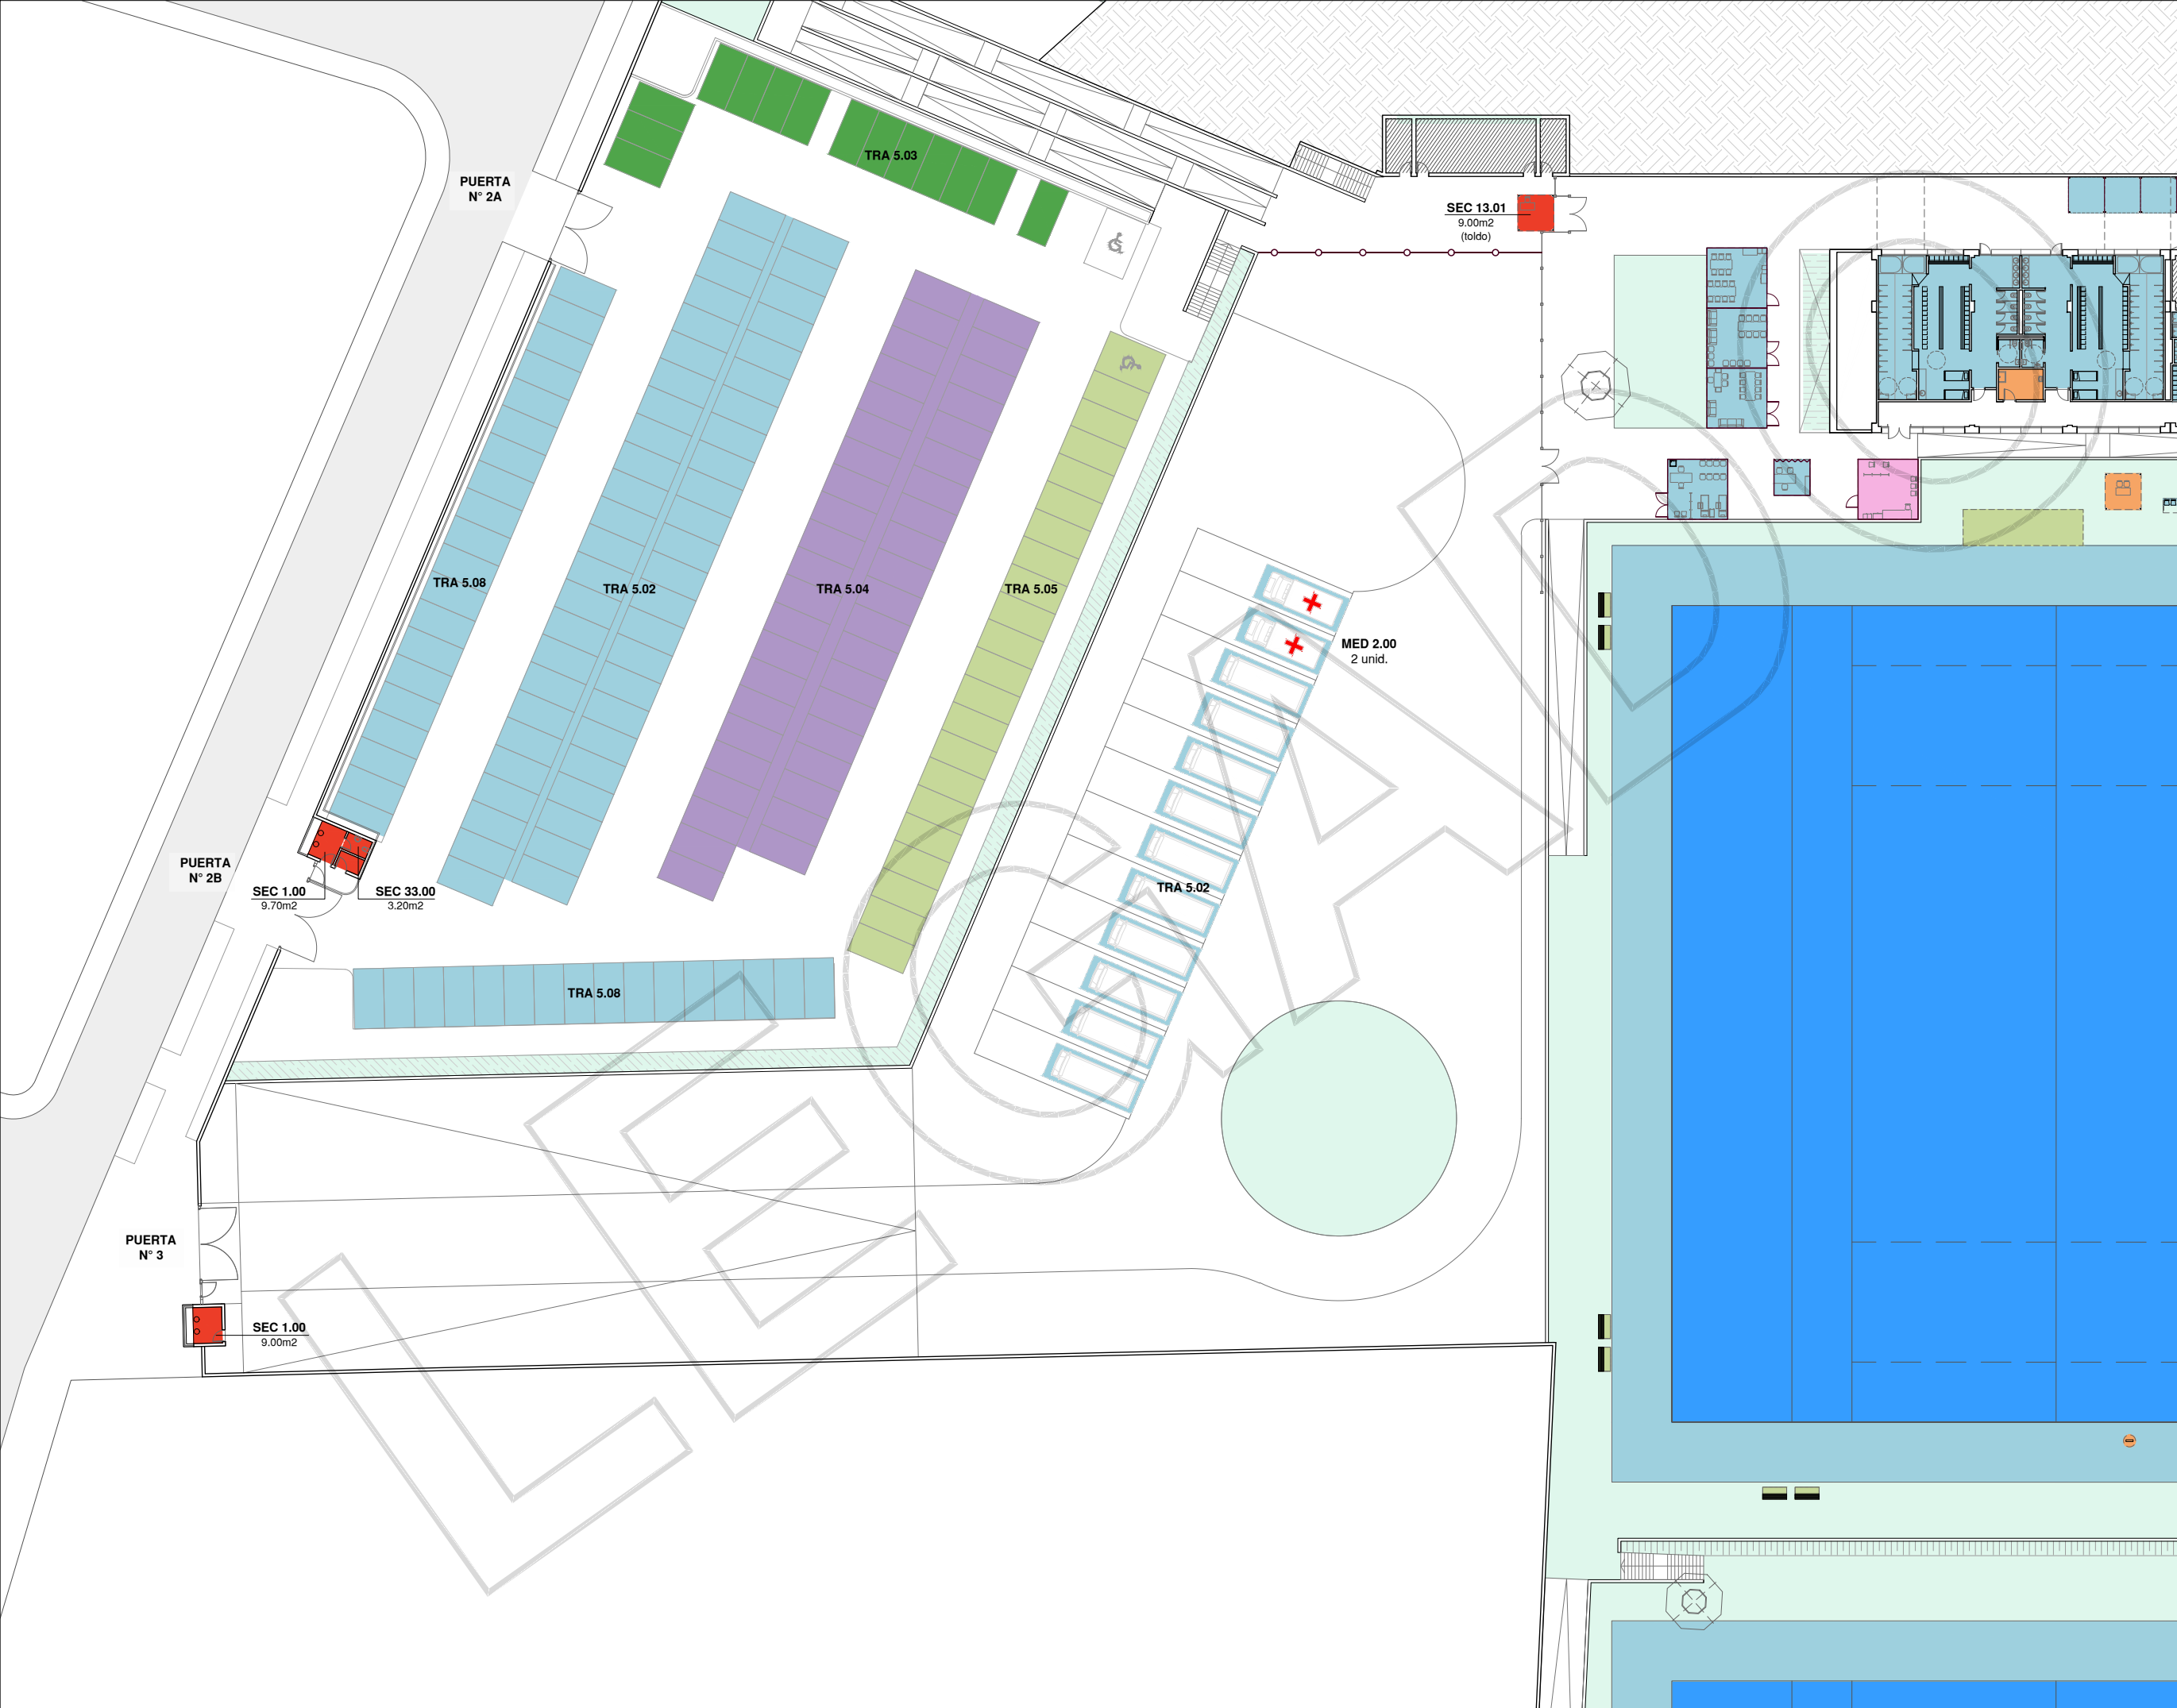 TRA 5.03
PUERTA
N° 2A
SEC 13.01
9.00m2
(toldo)
TRA 5.08
TRA 5.02
TRA 5.04
TRA 5.05
MED 2.00
2 unid.
PUERTA
N° 2B
SEC 1.00
9.70m2
SEC 33.00
3.20m2
TRA 5.02
TRA 5.08
PUERTA
N° 3
SEC 1.00
9.00m2